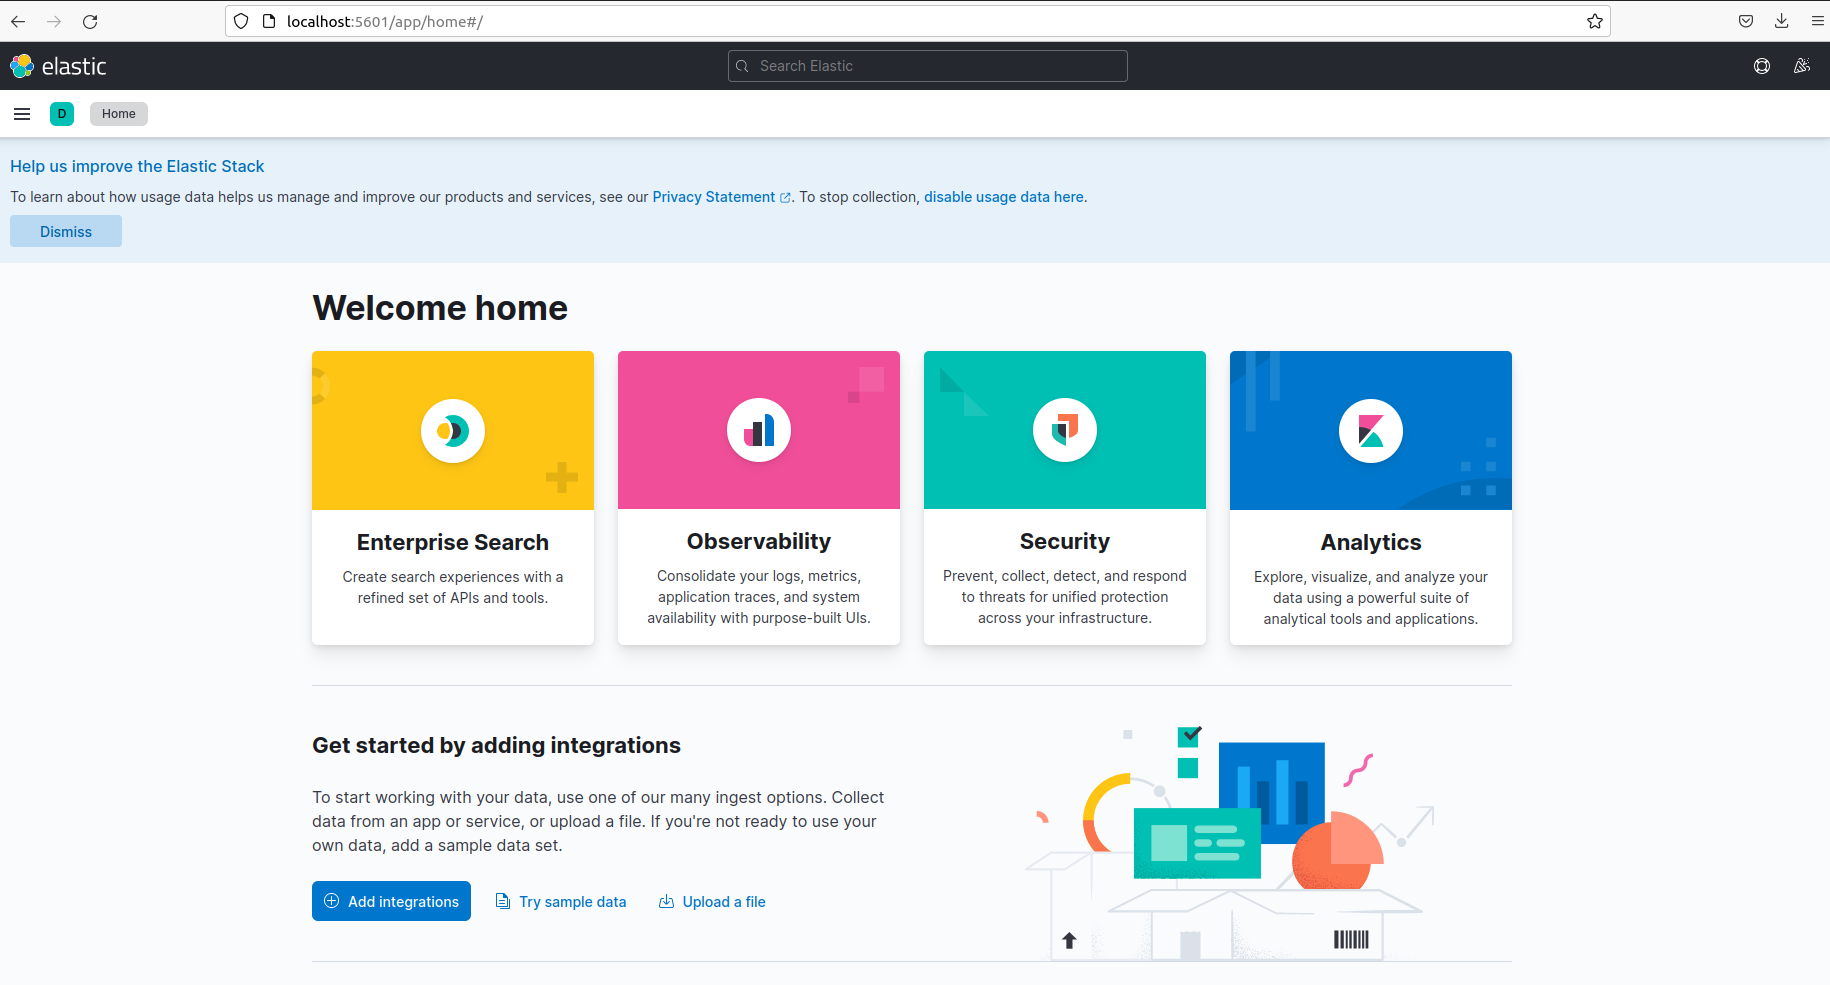 localhost:5601/app/home#/
elastic
Search Elastic
D
Home
Help us improve the Elastic Stack
To learn about how usage data helps us manage and improve our products and services, see our Privacy Statement. To stop collection, disable usage data here.
Dismiss
Welcome home
Enterprise Search
Create search experiences with a
refined set of APIs and tools.
Observability
Consolidate your logs, metrics,
application traces, and system
availability with purpose-built UIs.
Security
Prevent, collect, detect, and respond
to threats for unified protection
across your infrastructure.
Analytics
Explore, visualize, and analyze your
data using a powerful suite of
analytical tools and applications.
Get started by adding integrations
To start working with your data, use one of our many ingest options. Collect
data from an app or service, or upload a file. If you're not ready to use your
own data, add a sample data set.
Add integrations
Try sample data
Upload a file